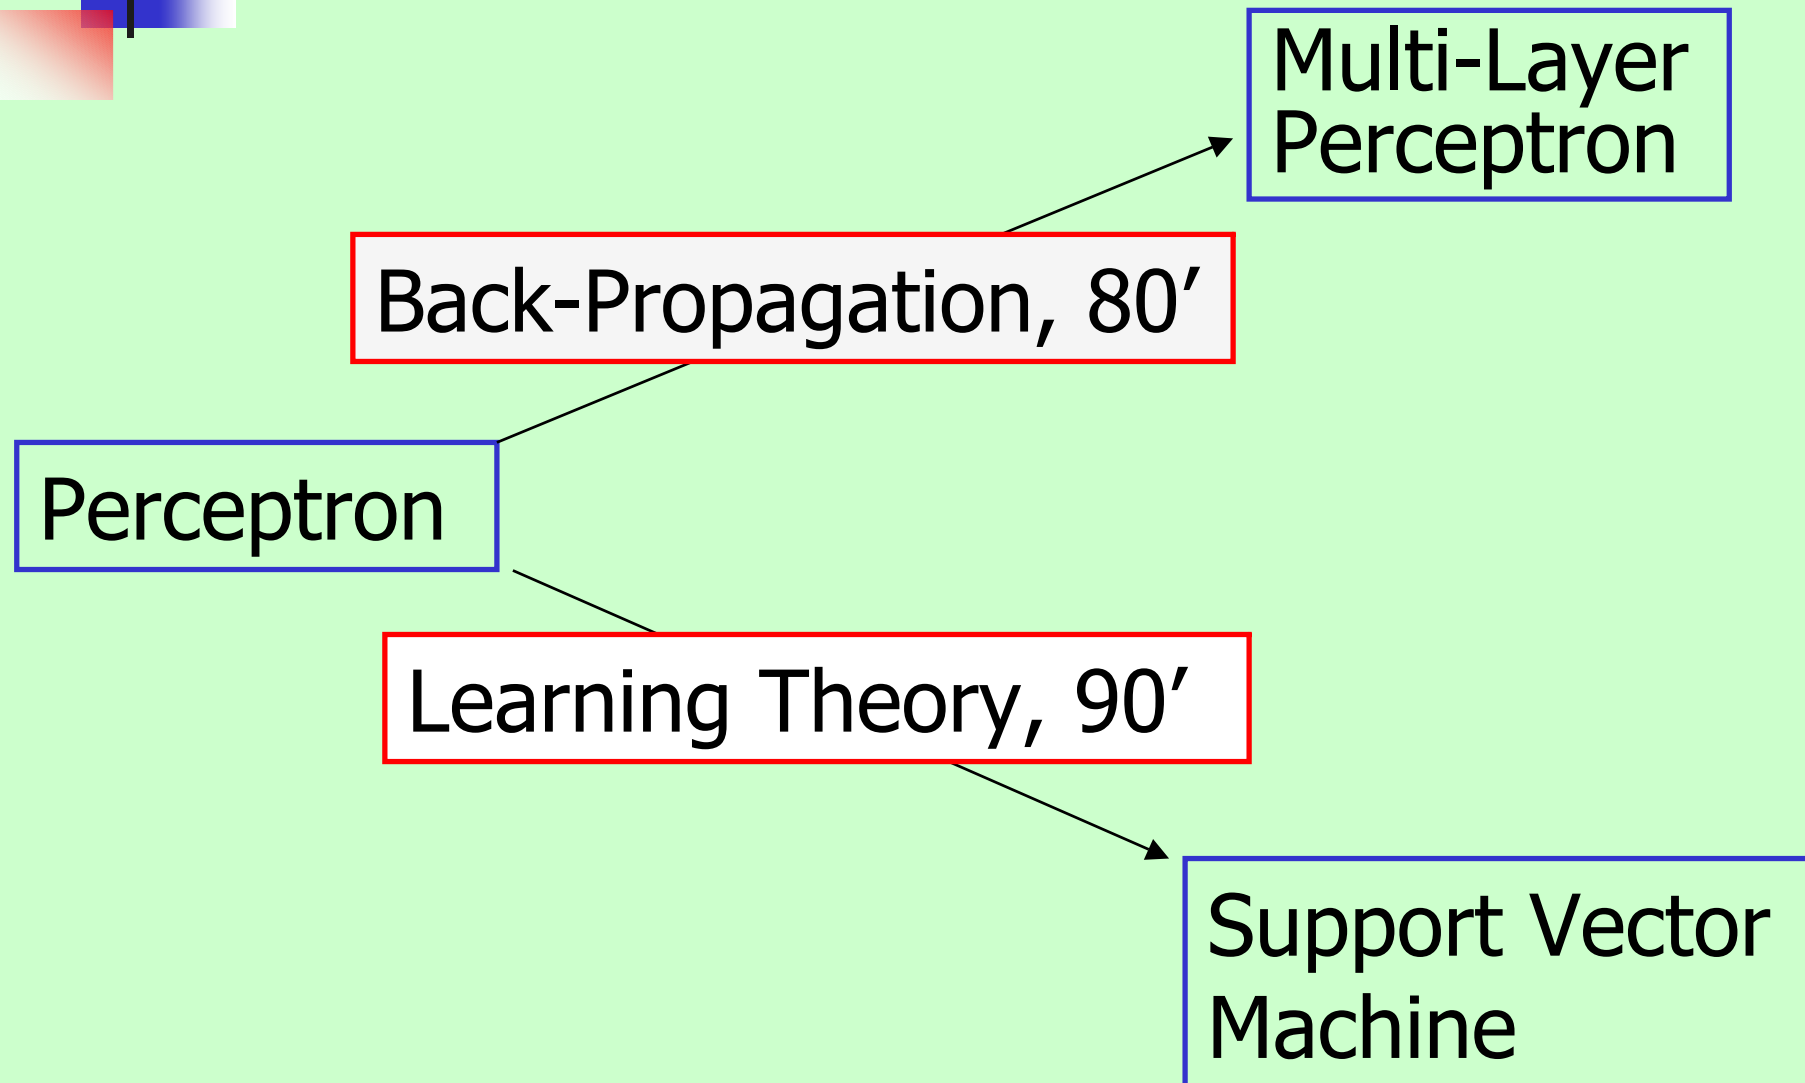 Multi-Layer
Perceptron
Back-Propagation, 80′
Perceptron
Learning Theory, 90′
Support Vector
Machine